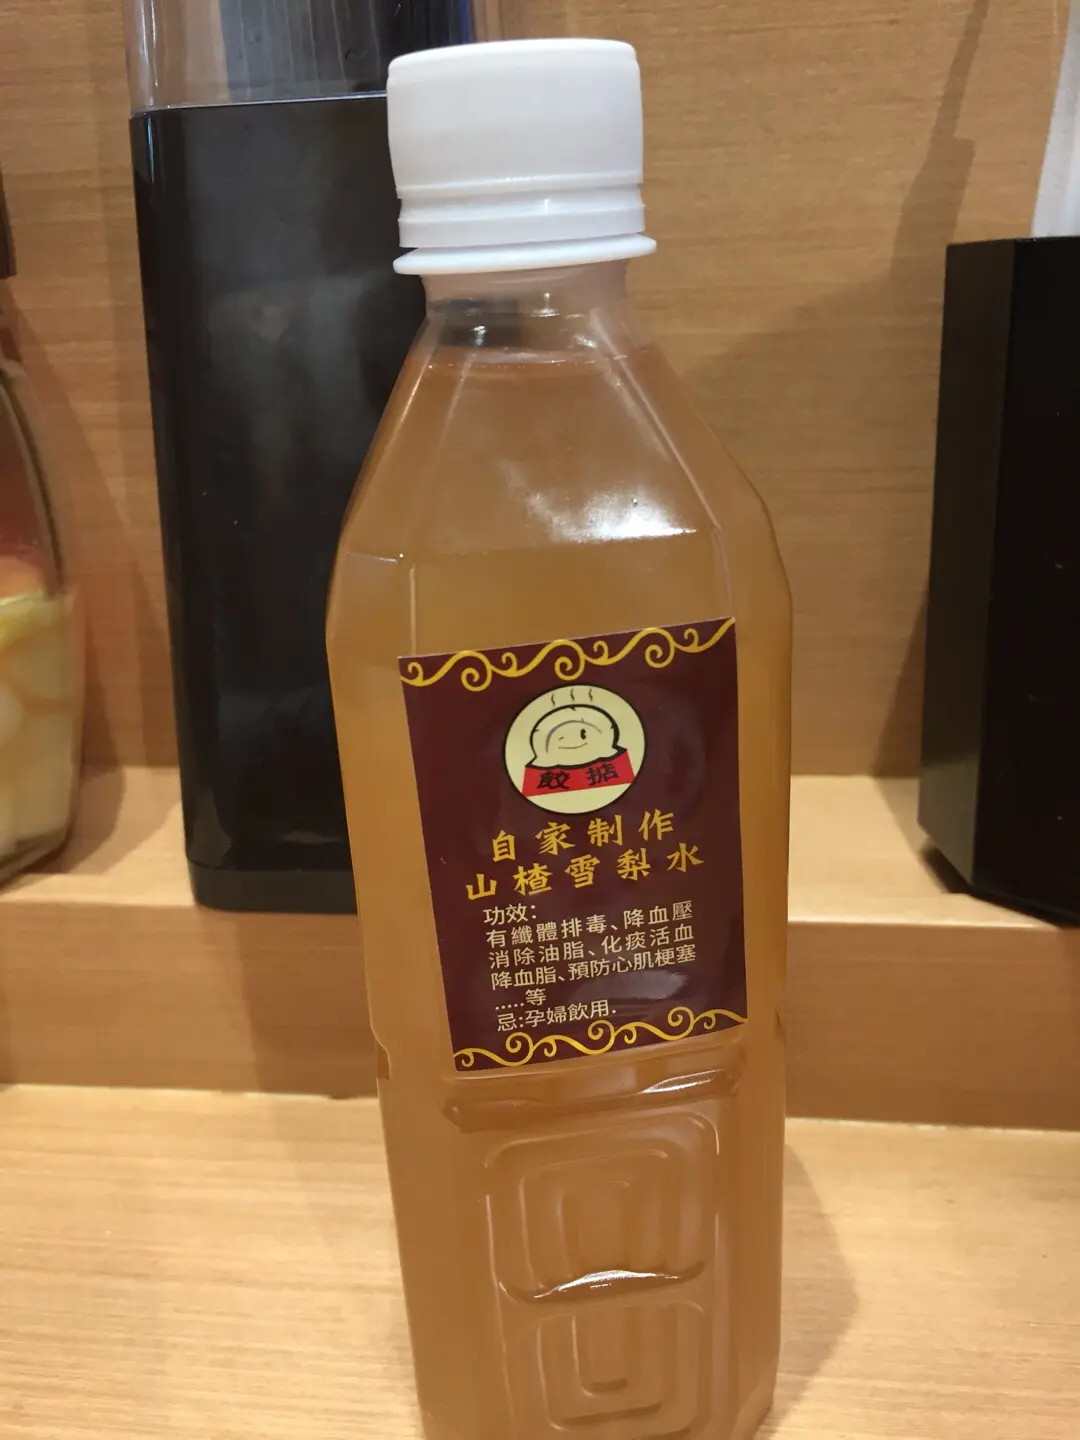 餃掂
自家制作
山楂雪梨水
功效：
有纖體排毒、降血壓
消除油脂、化痰活血
降血脂、預防心肌梗塞
.....等
忌:孕婦飲用.